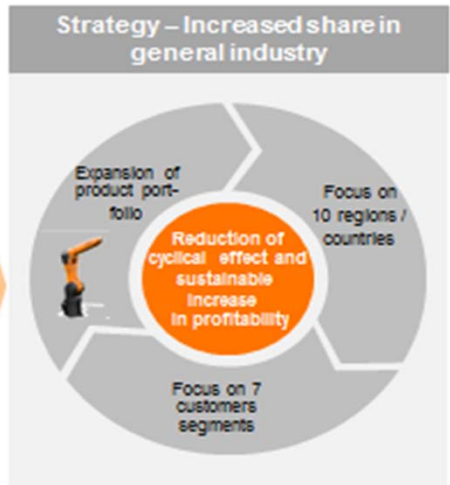 Strategy – Increased share in
general industry
Expansion of
product port-
folio
Focus on
10 regions /
countries
Reduction of
cyclical effect and
sustainable
increase
in profitability
Focus on 7
customers
segments